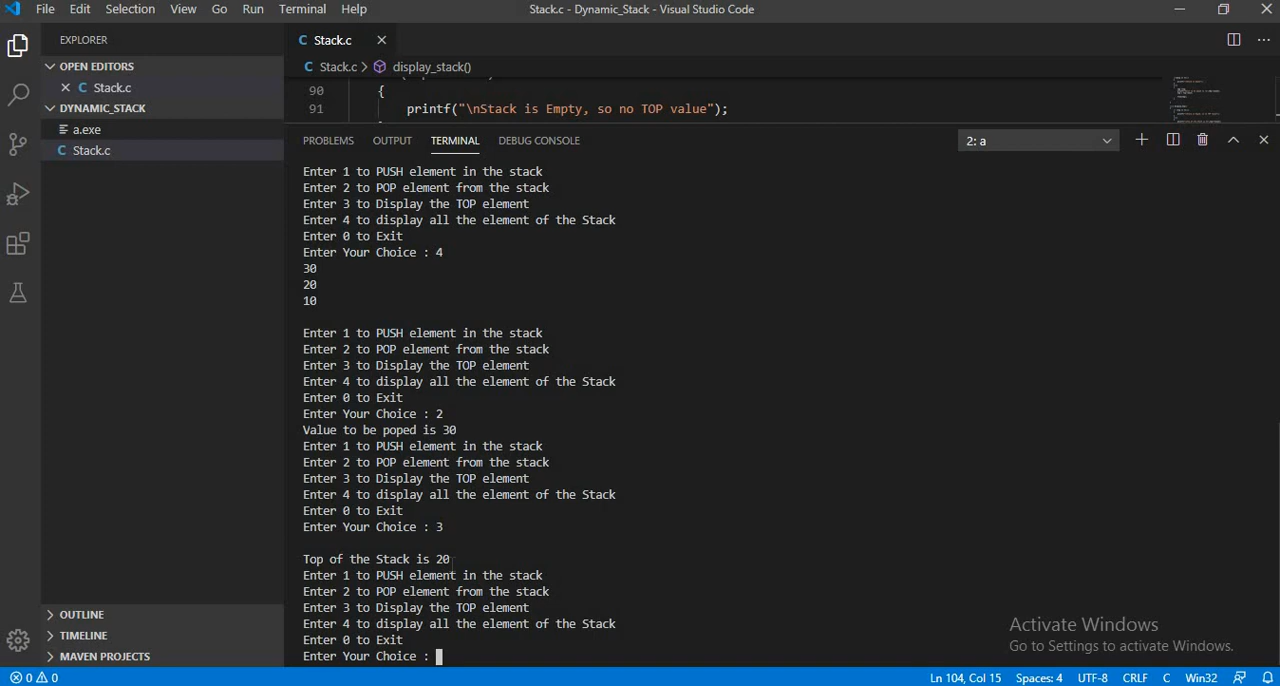 File Edit Selection View Go Run Terminal Help
Stack.c - Dynamic_Stack - Visual Studio Code
EXPLORER
OPEN EDITORS
C Stack.c
DYNAMIC_STACK
a.exe
C Stack.c
OUTLINE
TIMELINE
MAVEN PROJECTS
C Stack.c
C Stack.c > display_stack()
90 {
91 printf("\nStack is Empty, so no TOP value");
PROBLEMS OUTPUT TERMINAL DEBUG CONSOLE 2: a
Enter 1 to PUSH element in the stack
Enter 2 to POP element from the stack
Enter 3 to Display the TOP element
Enter 4 to display all the element of the Stack
Enter 0 to Exit
Enter Your Choice : 4
30
20
10
Enter 1 to PUSH element in the stack
Enter 2 to POP element from the stack
Enter 3 to Display the TOP element
Enter 4 to display all the element of the Stack
Enter 0 to Exit
Enter Your Choice : 2
Value to be poped is 30
Enter 1 to PUSH element in the stack
Enter 2 to POP element from the stack
Enter 3 to Display the TOP element
Enter 4 to display all the element of the Stack
Enter 0 to Exit
Enter Your Choice : 3
Top of the Stack is 20
Enter 1 to PUSH element in the stack
Enter 2 to POP element from the stack
Enter 3 to Display the TOP element
Enter 4 to display all the element of the Stack
Enter 0 to Exit
Enter Your Choice :
Activate Windows
Go to Settings to activate Windows.
0 0 Ln 104, Col 15 Spaces: 4 UTF-8 CRLF C Win32